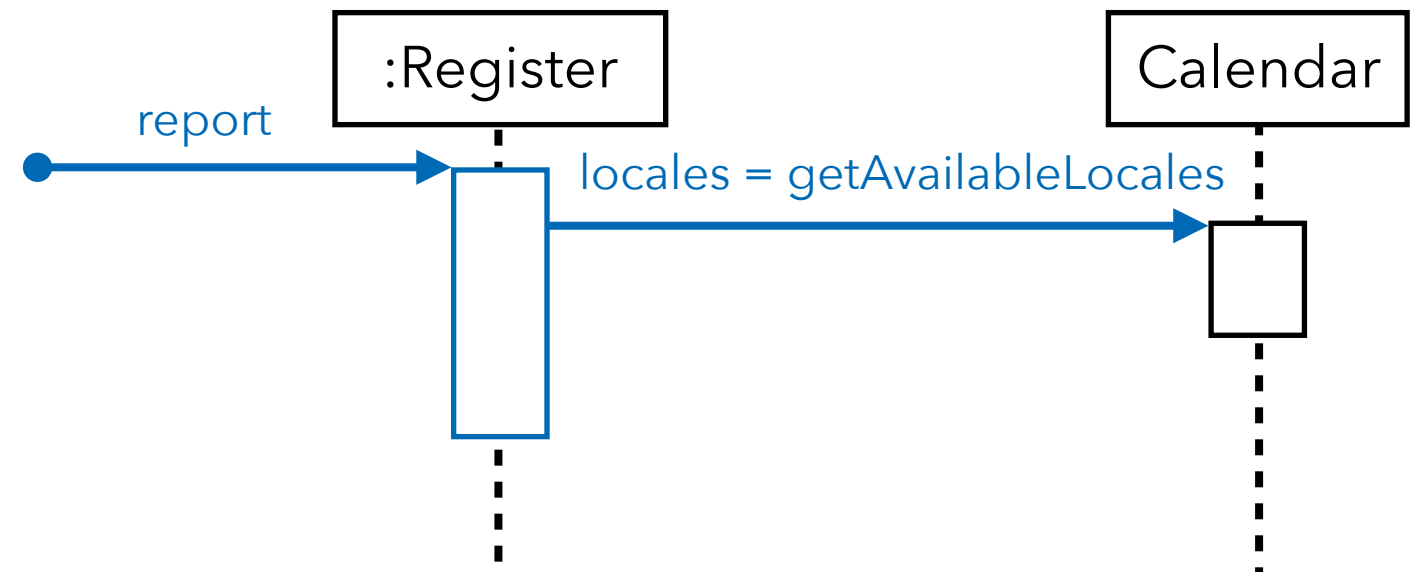 :Register
Calendar
report
locales = getAvailableLocales